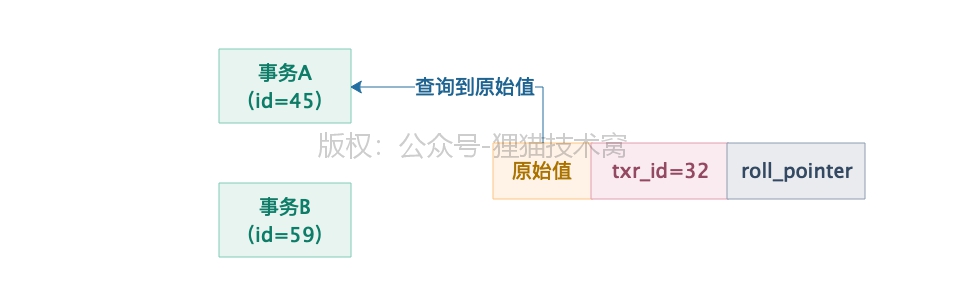 事务A
(id=45)
查询到原始值
版权：公众号-狸猫技术窝
原始值
txr_id=32
roll_pointer
事务B
(id=59)